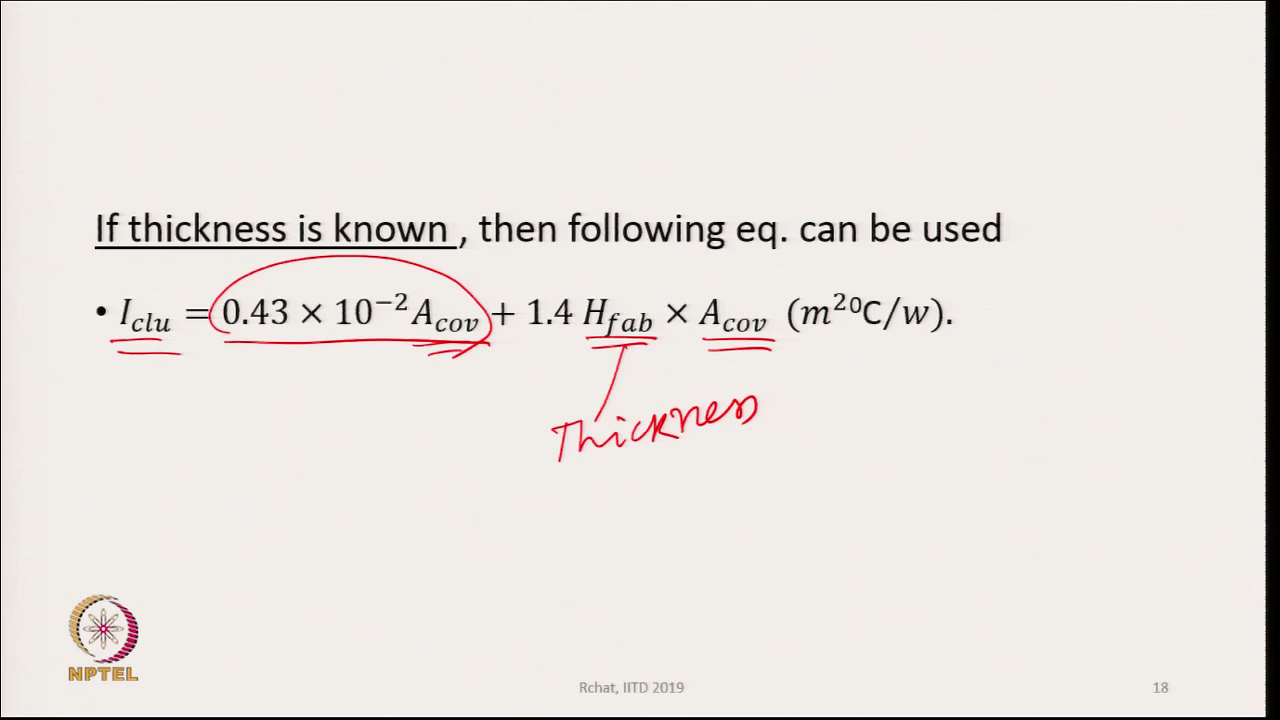 If thickness is known , then following eq. can be used
• I_clu = 0.43 × 10⁻² A_cov + 1.4 H_fab × A_cov (m²⁰C/w).
Thickness
NPTEL
Rchat, IITD 2019
18